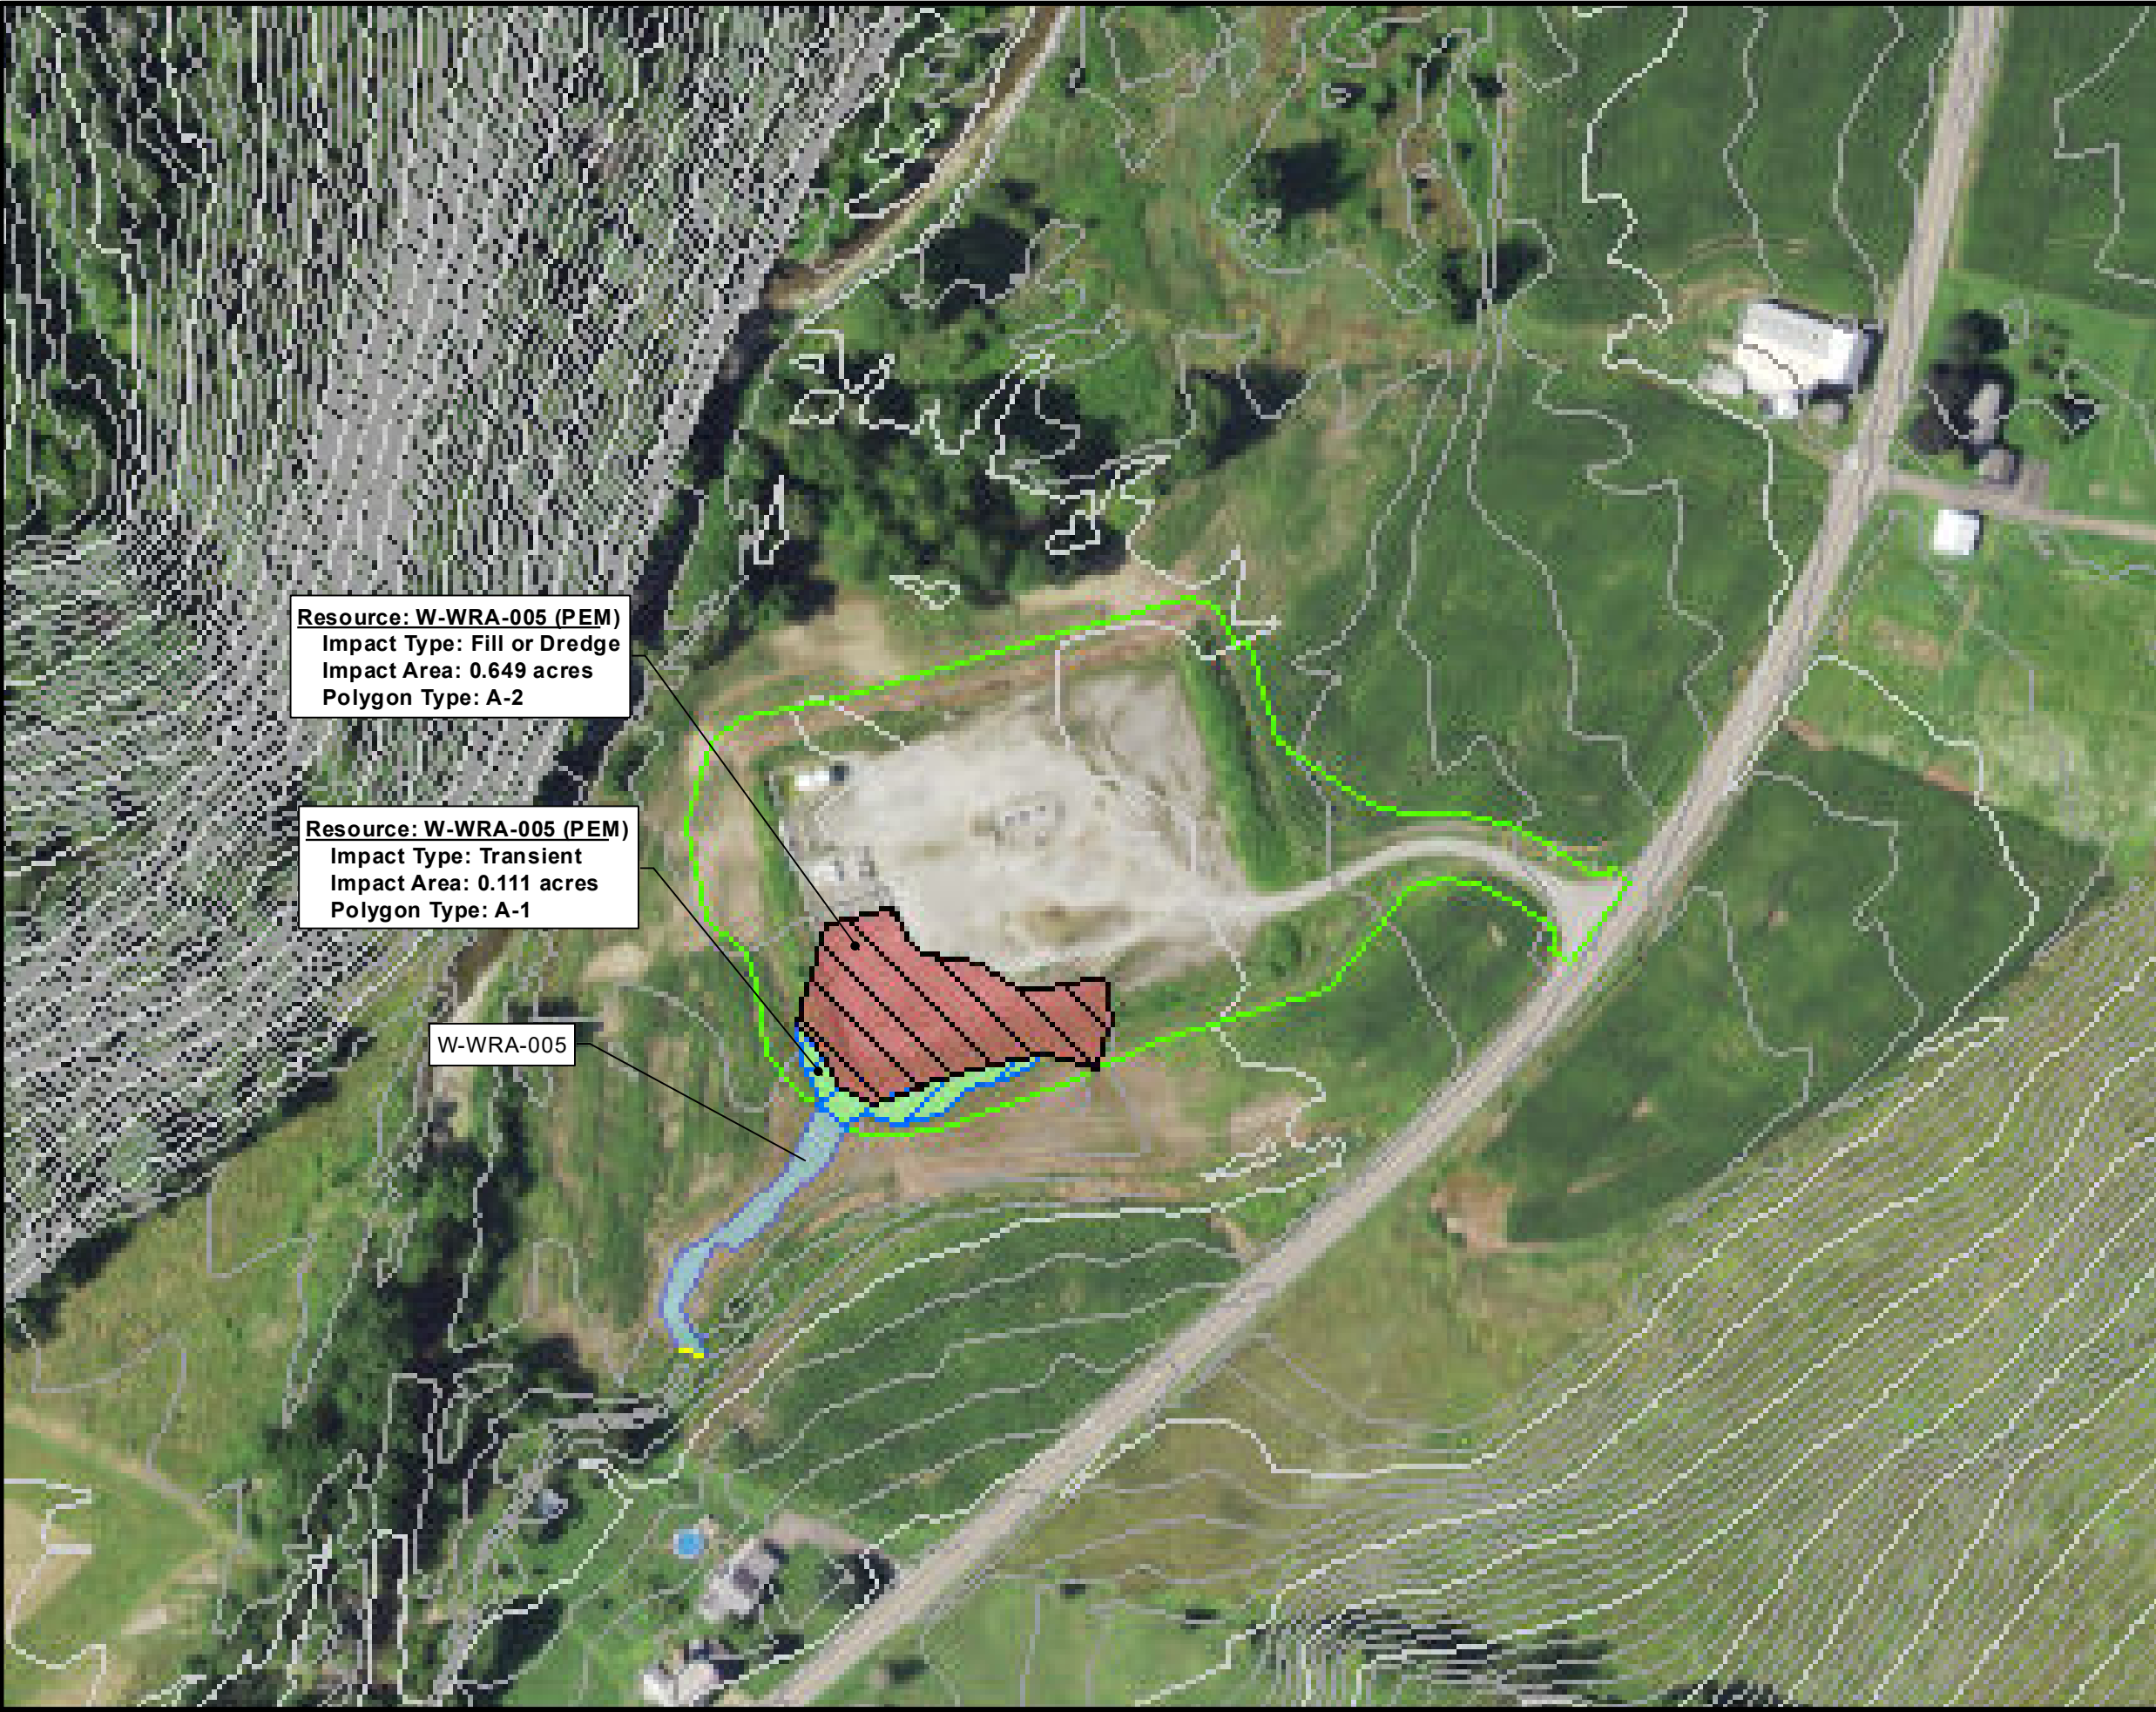 Resource: W-WRA-005 (PEM)
Impact Type: Fill or Dredge
Impact Area: 0.649 acres
Polygon Type: A-2
Resource: W-WRA-005 (PEM)
Impact Type: Transient
Impact Area: 0.111 acres
Polygon Type: A-1
W-WRA-005